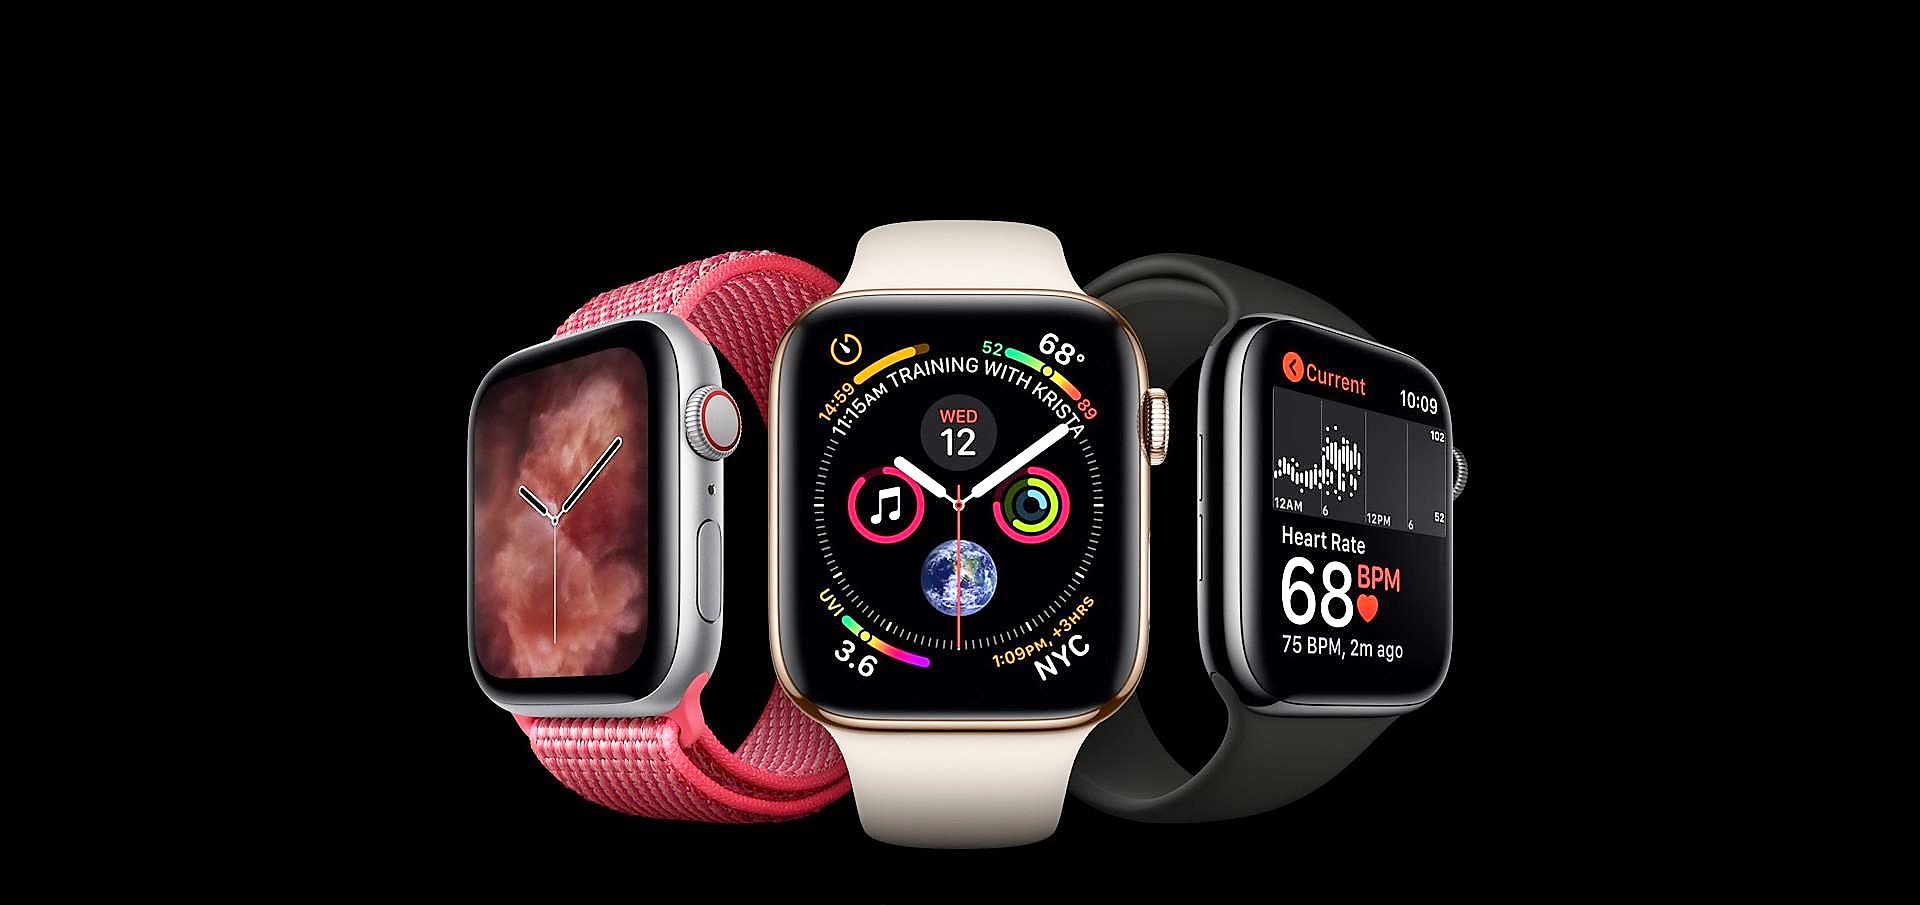 14:59
11:15AM TRAINING WITH KRISTA
52
68°
89
WED
12
UVI
3.6
1:09PM, +3HRS
NYC
Current
10:09
102
12AM
6
12PM
6
52
Heart Rate
68 BPM
75 BPM, 2m ago